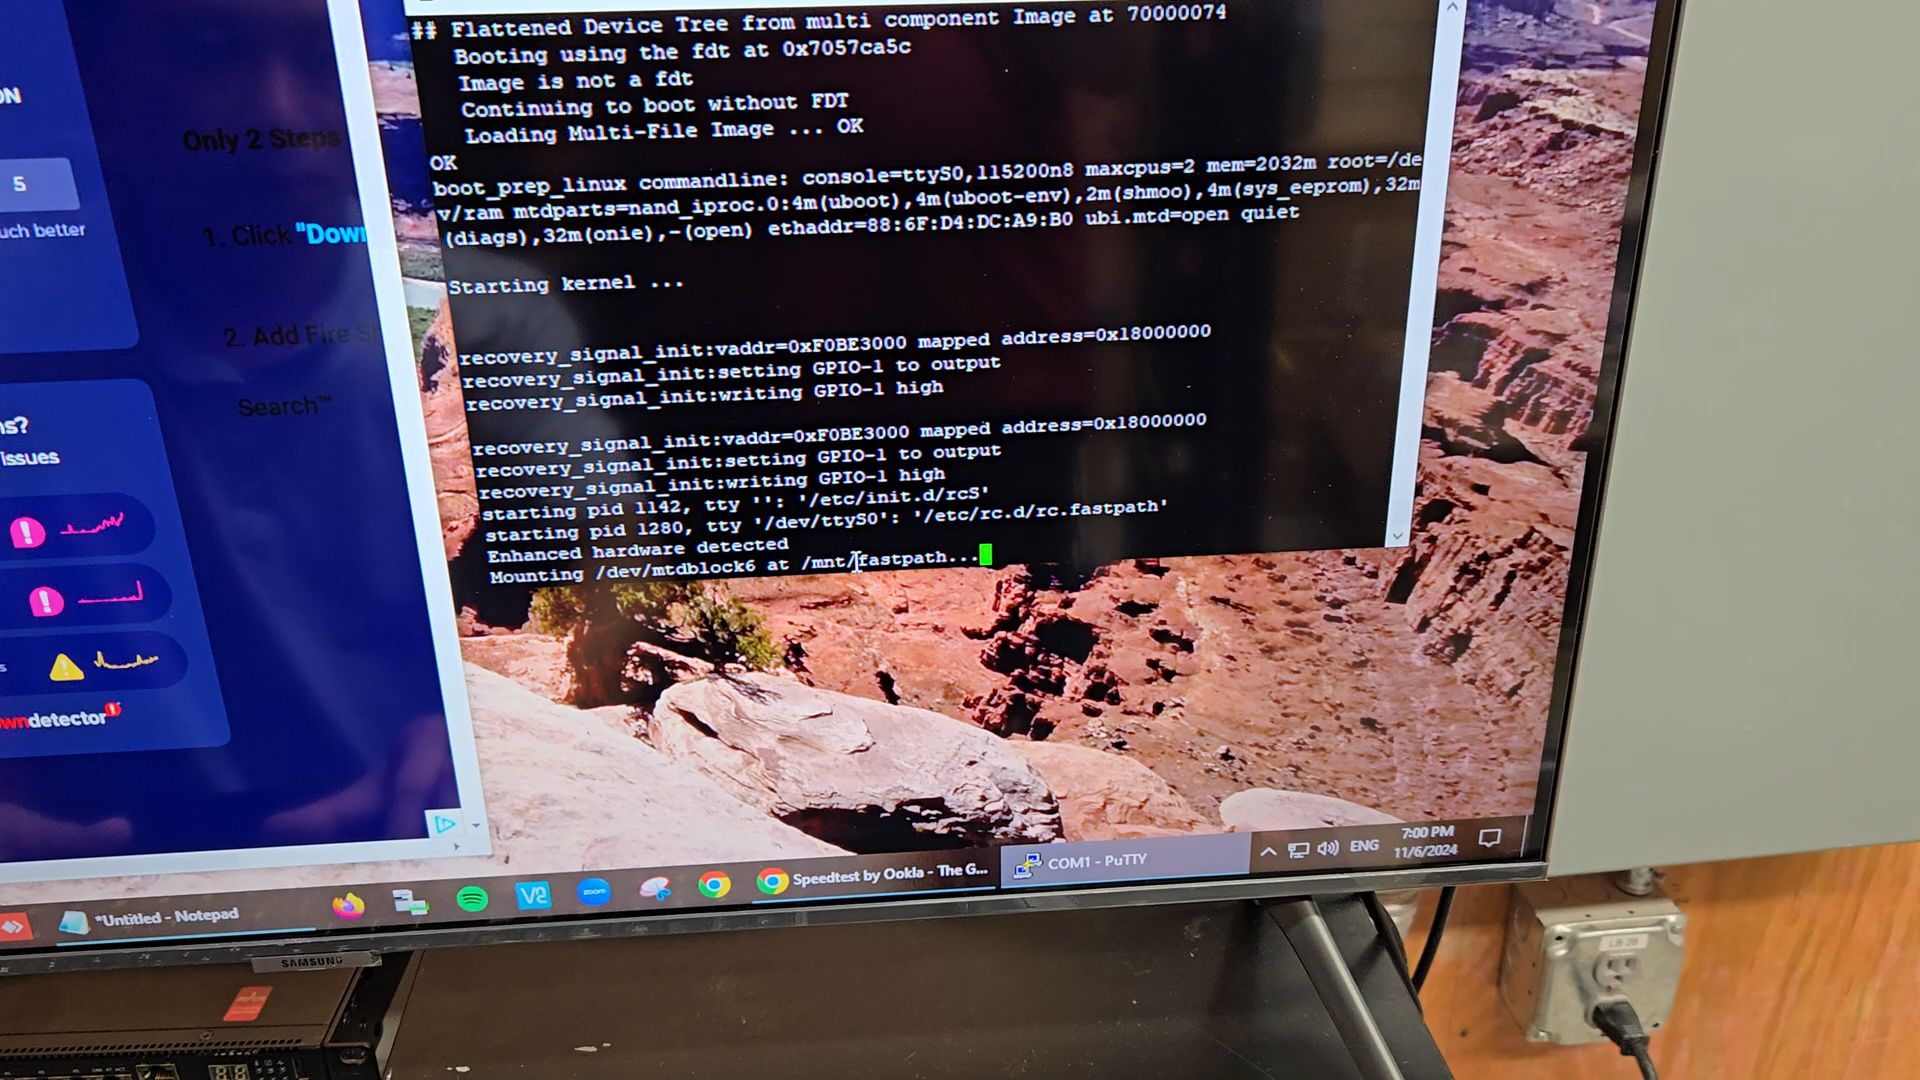 ## Flattened Device Tree from multi component Image at 70000074
Booting using the fdt at 0x7057ca5c
Image is not a fdt
Continuing to boot without FDT
Loading Multi-File Image ... OK
OK
boot_prep_linux commandline: console=ttyS0,115200n8 maxcpus=2 mem=2032m root=/de
v/ram mtdparts=nand_iproc.0:4m(uboot),4m(uboot-env),2m(shmoo),4m(sys_eeprom),32m
(diags),32m(onie),-(open) ethaddr=88:6F:D4:DC:A9:B0 ubi.mtd=open quiet
Starting kernel ...
recovery_signal_init:vaddr=0xF0BE3000 mapped address=0x18000000
recovery_signal_init:setting GPIO-1 to output
recovery_signal_init:writing GPIO-1 high
recovery_signal_init:vaddr=0xF0BE3000 mapped address=0x18000000
recovery_signal_init:setting GPIO-1 to output
recovery_signal_init:writing GPIO-1 high
starting pid 1142, tty '': '/etc/init.d/rcS'
starting pid 1280, tty '/dev/ttyS0': '/etc/rc.d/rc.fastpath'
Enhanced hardware detected
Mounting /dev/mtdblock6 at /mnt/fastpath...
ON
5
uch better
ns?
issues
s
wndetector
Only 2 Steps
1. Click "Down
2. Add Fire S
Search™
*Untitled - Notepad
V2
zoom
Speedtest by Ookla - The G...
COM1 - PuTTY
ENG
7:00 PM
11/6/2024
SAMSUNG
LB 26